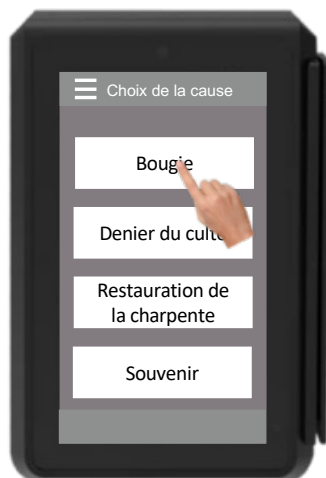 Choix de la cause
Bougie
Denier du culte
Restauration de
la charpente
Souvenir